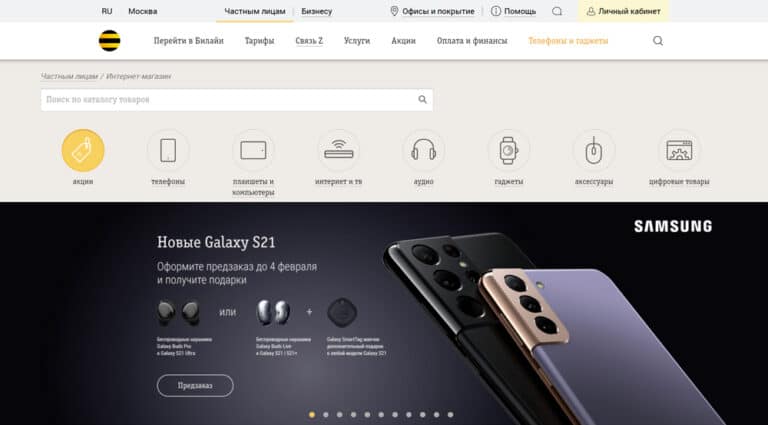 RU Москва Частным лицам Бизнесу Офисы и покрытие Помощь Личный кабинет
Перейти в Билайн Тарифы Связь Z Услуги Акции Оплата и финансы Телефоны и гаджеты
Частным лицам / Интернет-магазин
Поиск по каталогу товаров
акции телефоны планшеты и интернет и тв аудио гаджеты аксессуары цифровые товары
компьютеры
SAMSUNG
Новые Galaxy S21
Оформите предзаказ до 4 февраля
и получите подарки
или +
Беспроводные наушники Беспроводные наушники Galaxy SmartTag маячок
Galaxy Buds Pro Galaxy Buds Live дополнительный подарок
к Galaxy S21 Ultra к Galaxy S21 | S21+ к любой модели Galaxy S21
Предзаказ